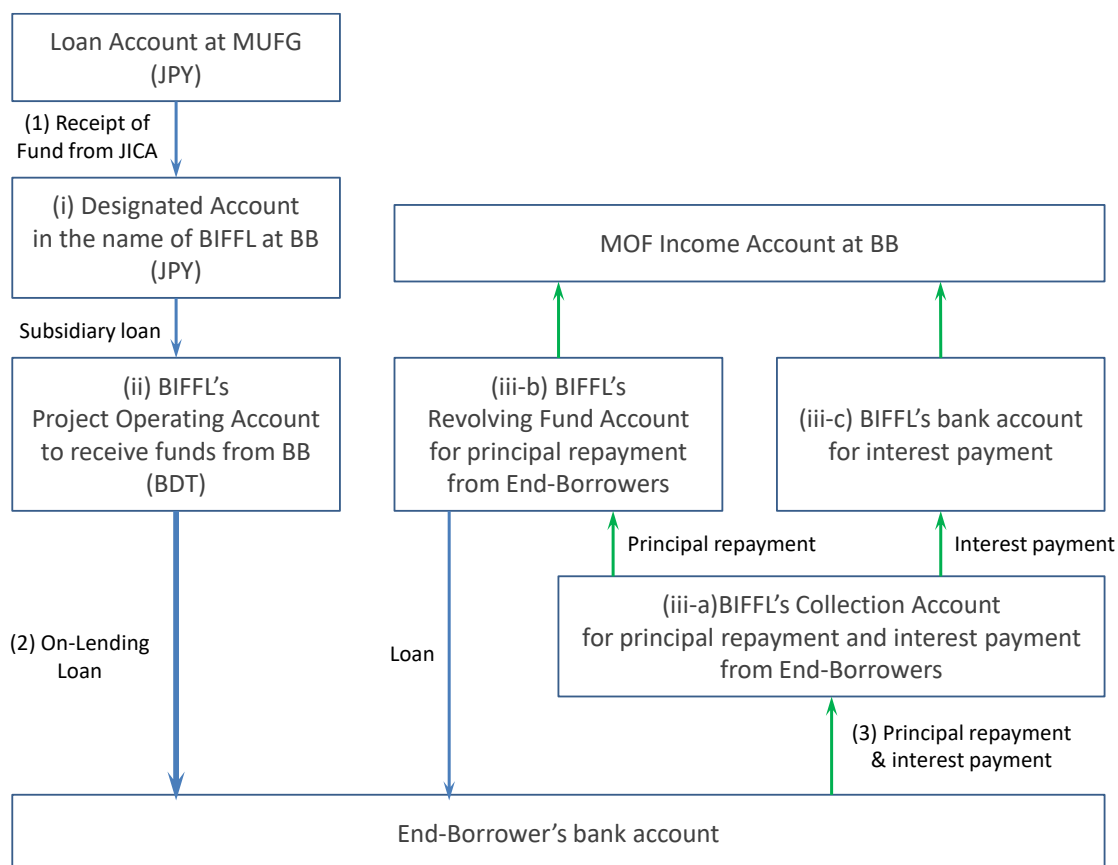 Loan Account at MUFG
(JPY)
(1) Receipt of
Fund from JICA
(i) Designated Account
in the name of BIFFL at BB
(JPY)
MOF Income Account at BB
Subsidiary loan
(ii) BIFFL’s
Project Operating Account
to receive funds from BB
(BDT)
(iii-b) BIFFL’s
Revolving Fund Account
for principal repayment
from End-Borrowers
(iii-c) BIFFL’s bank account
for interest payment
Principal repayment
Interest payment
(iii-a)BIFFL’s Collection Account
for principal repayment and interest payment
from End-Borrowers
(2) On-Lending
Loan
Loan
(3) Principal repayment
& interest payment
End-Borrower’s bank account